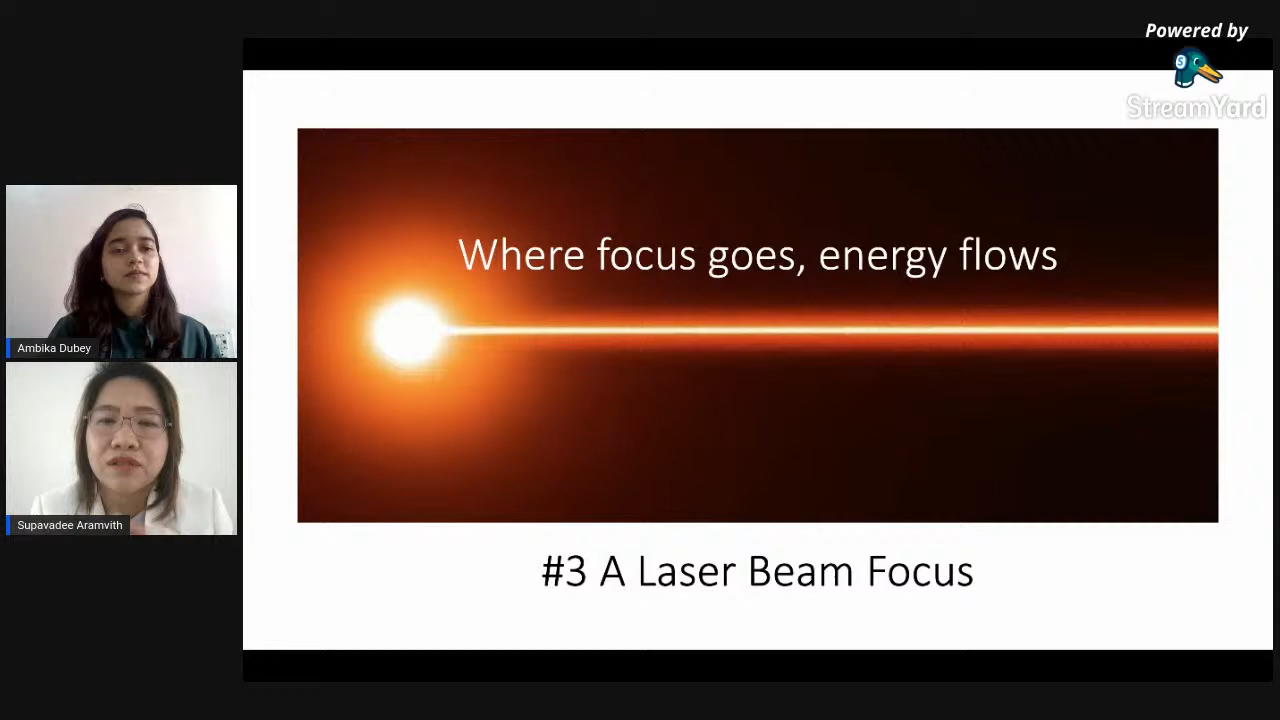 Powered by
StreamYard
Where focus goes, energy flows
Ambika Dubey
Supavadee Aramvith
#3 A Laser Beam Focus